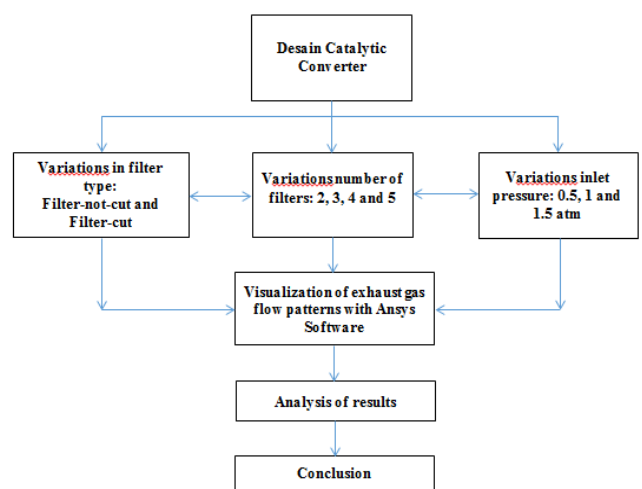 Desain Catalytic
Converter
Variations in filter
type:
Filter-not-cut and
Filter-cut
Variations number of
filters: 2, 3, 4 and 5
Variations inlet
pressure: 0.5, 1 and
1.5 atm
Visualization of exhaust gas
flow patterns with Ansys
Software
Analysis of results
Conclusion